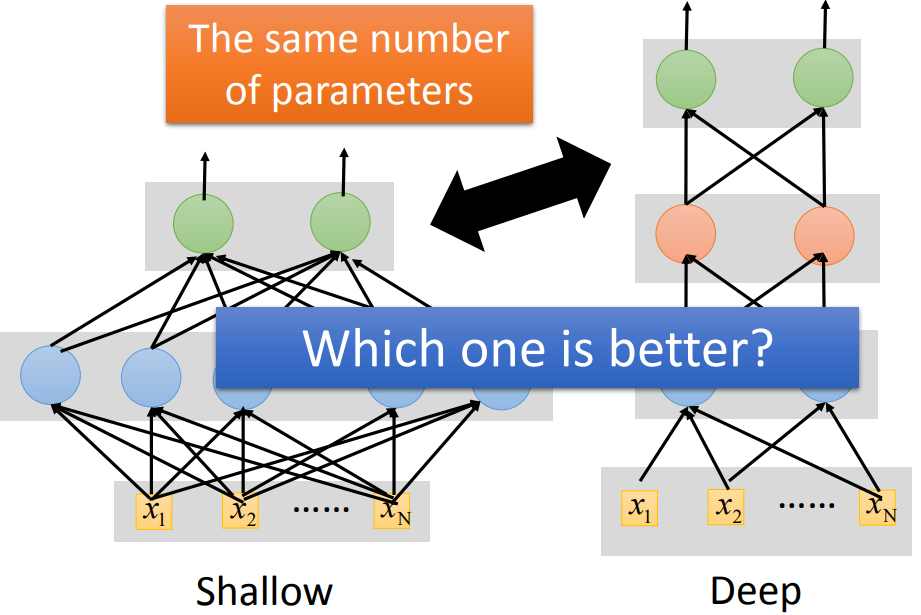 The same number
of parameters
Which one is better?
x1 x2 …… xN
x1 x2 …… xN
Shallow
Deep